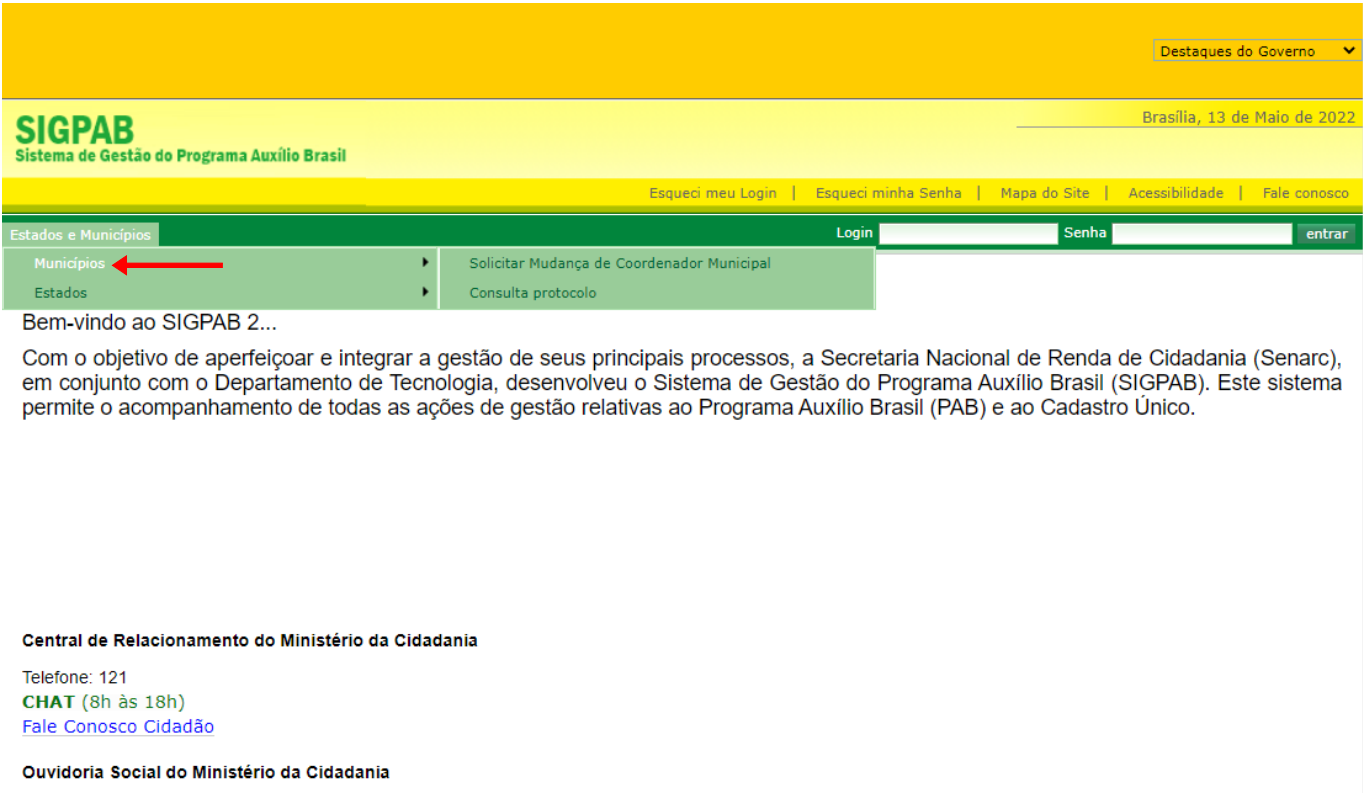 Destaques do Governo
SIGPAB
Sistema de Gestão do Programa Auxílio Brasil
Brasília, 13 de Maio de 2022
Esqueci meu Login | Esqueci minha Senha | Mapa do Site | Acessibilidade | Fale conosco
Estados e Municípios Login Senha entrar
Municípios Solicitar Mudança de Coordenador Municipal
Estados Consulta protocolo
Bem-vindo ao SIGPAB 2...
Com o objetivo de aperfeiçoar e integrar a gestão de seus principais processos, a Secretaria Nacional de Renda de Cidadania (Senarc),
em conjunto com o Departamento de Tecnologia, desenvolveu o Sistema de Gestão do Programa Auxílio Brasil (SIGPAB). Este sistema
permite o acompanhamento de todas as ações de gestão relativas ao Programa Auxílio Brasil (PAB) e ao Cadastro Único.
Central de Relacionamento do Ministério da Cidadania
Telefone: 121
CHAT (8h às 18h)
Fale Conosco Cidadão
Ouvidoria Social do Ministério da Cidadania